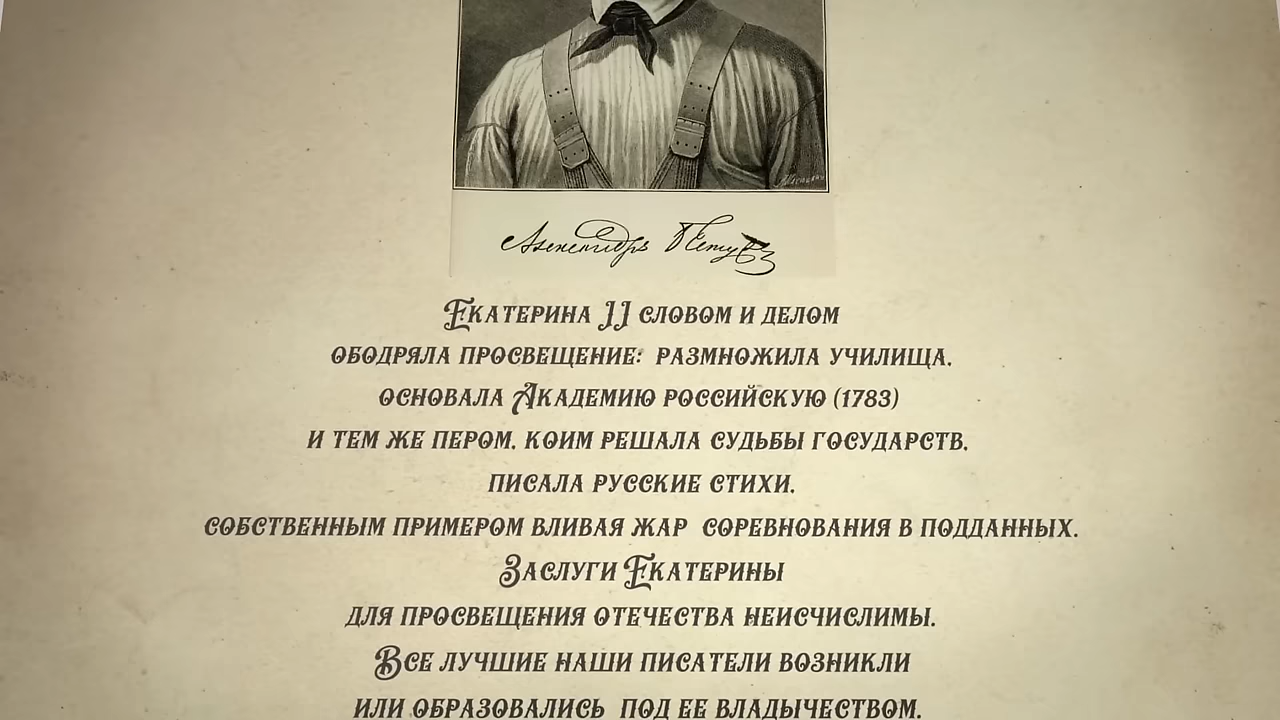 Александръ
Екатерина II словом и делом
ободряла просвещение: размножила училища,
основала Академию российскую (1783)
и тем же пером, коим решала судьбы государств,
писала русские стихи,
собственным примером вливая жар соревнования в подданных.
Заслуги Екатерины
для просвещения отечества неисчислимы.
Все лучшие наши писатели возникли
или образовались под ее владычеством.